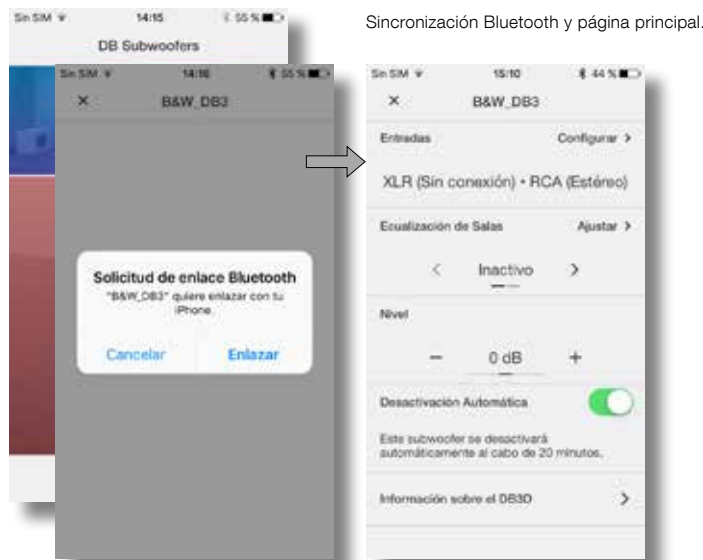 Sincronización Bluetooth y página principal.
Sin SIM 14:15 55 %
DB Subwoofers
Sin SIM 14:16 55 %
× B&W_DB3
Solicitud de enlace Bluetooth
"B&W_DB3" quiere enlazar con tu
iPhone.
Cancelar Enlazar
Sin SIM 15:10 44 %
× B&W_DB3
Entradas Configurar >
XLR (Sin conexión) • RCA (Estéreo)
Ecualización de Salas Ajustar >
< Inactivo >
Nivel
− 0 dB +
Desactivación Automática
Este subwoofer se desactivará
automáticamente al cabo de 20 minutos.
Información sobre el DB3D >